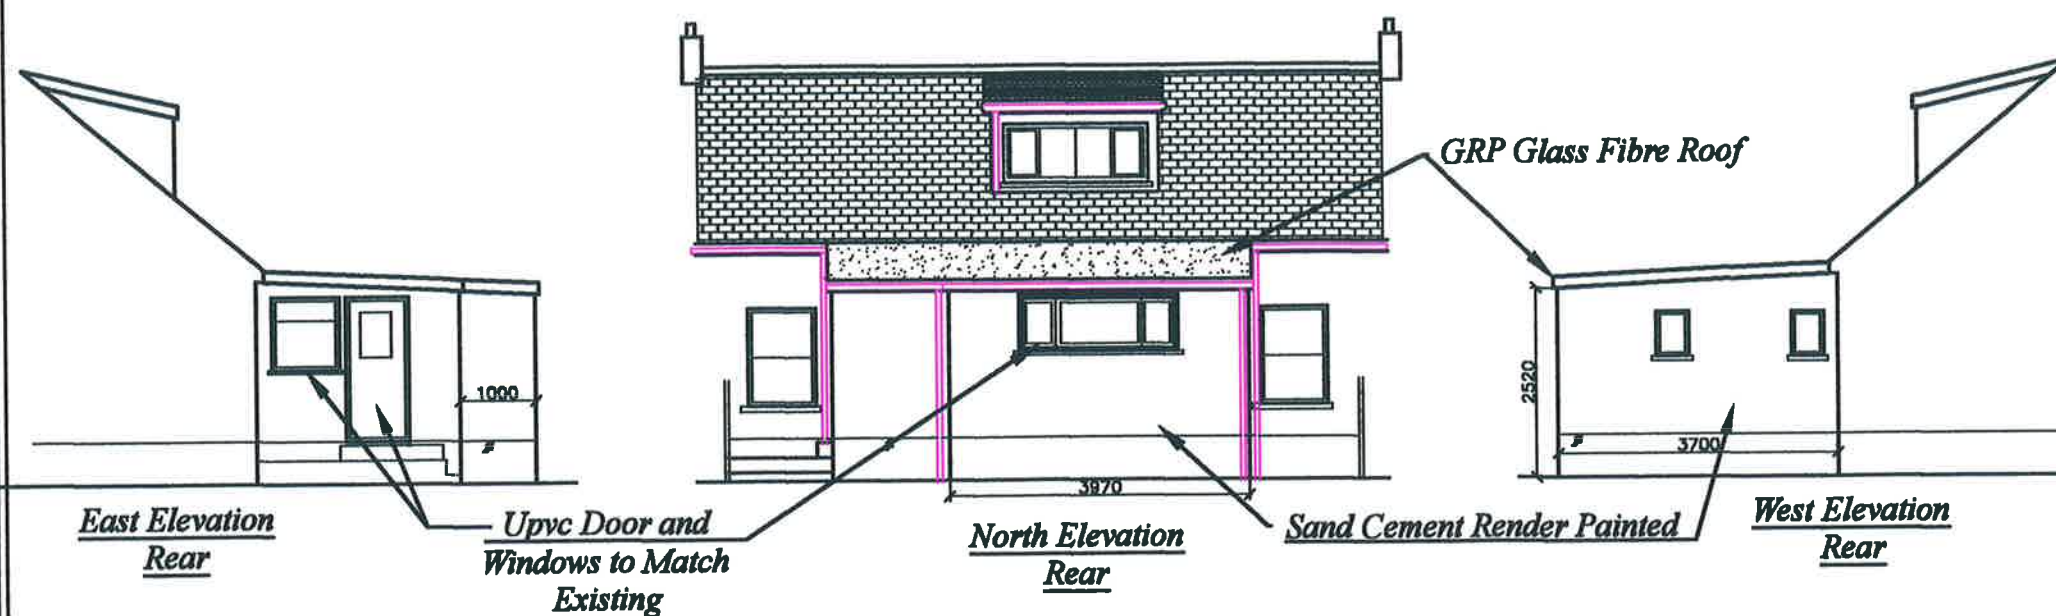 GRP Glass Fibre Roof
1000
2520
3700
3970
East Elevation
Rear
Upvc Door and
Windows to Match
Existing
North Elevation
Rear
Sand Cement Render Painted
West Elevation
Rear